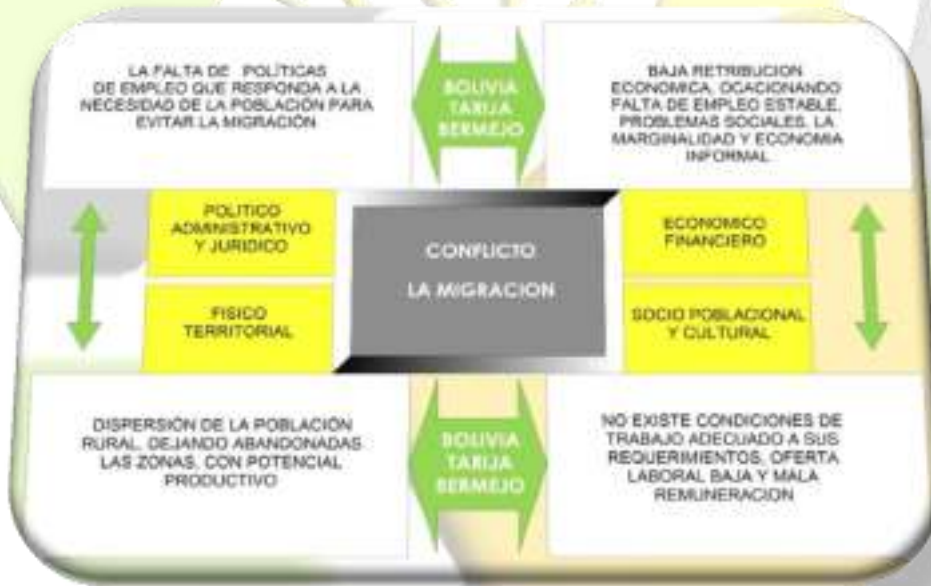 LA FALTA DE POLÍTICAS
DE EMPLEO QUE RESPONDA A LA
NECESIDAD DE LA POBLACIÓN PARA
EVITAR LA MIGRACIÓN
BOLIVIA
TARIJA
BERMEJO
BAJA RETRIBUCION
ECONOMICA, OCACIONANDO
FALTA DE EMPLEO ESTABLE,
PROBLEMAS SOCIALES, LA
MARGINALIDAD Y ECONOMIA
INFORMAL
POLITICO
ADMINISTRATIVO
Y JURIDICO
FISICO
TERRITORIAL
CONFLICTO
LA MIGRACION
ECONOMICO
FINANCIERO
SOCIO POBLACIONAL
Y CULTURAL
DISPERSIÓN DE LA POBLACIÓN
RURAL, DEJANDO ABANDONADAS
LAS ZONAS, CON POTENCIAL
PRODUCTIVO
BOLIVIA
TARIJA
BERMEJO
NO EXISTE CONDICIONES DE
TRABAJO ADECUADO A SUS
REQUERIMIENTOS, OFERTA
LABORAL BAJA Y MALA
REMUNERACION